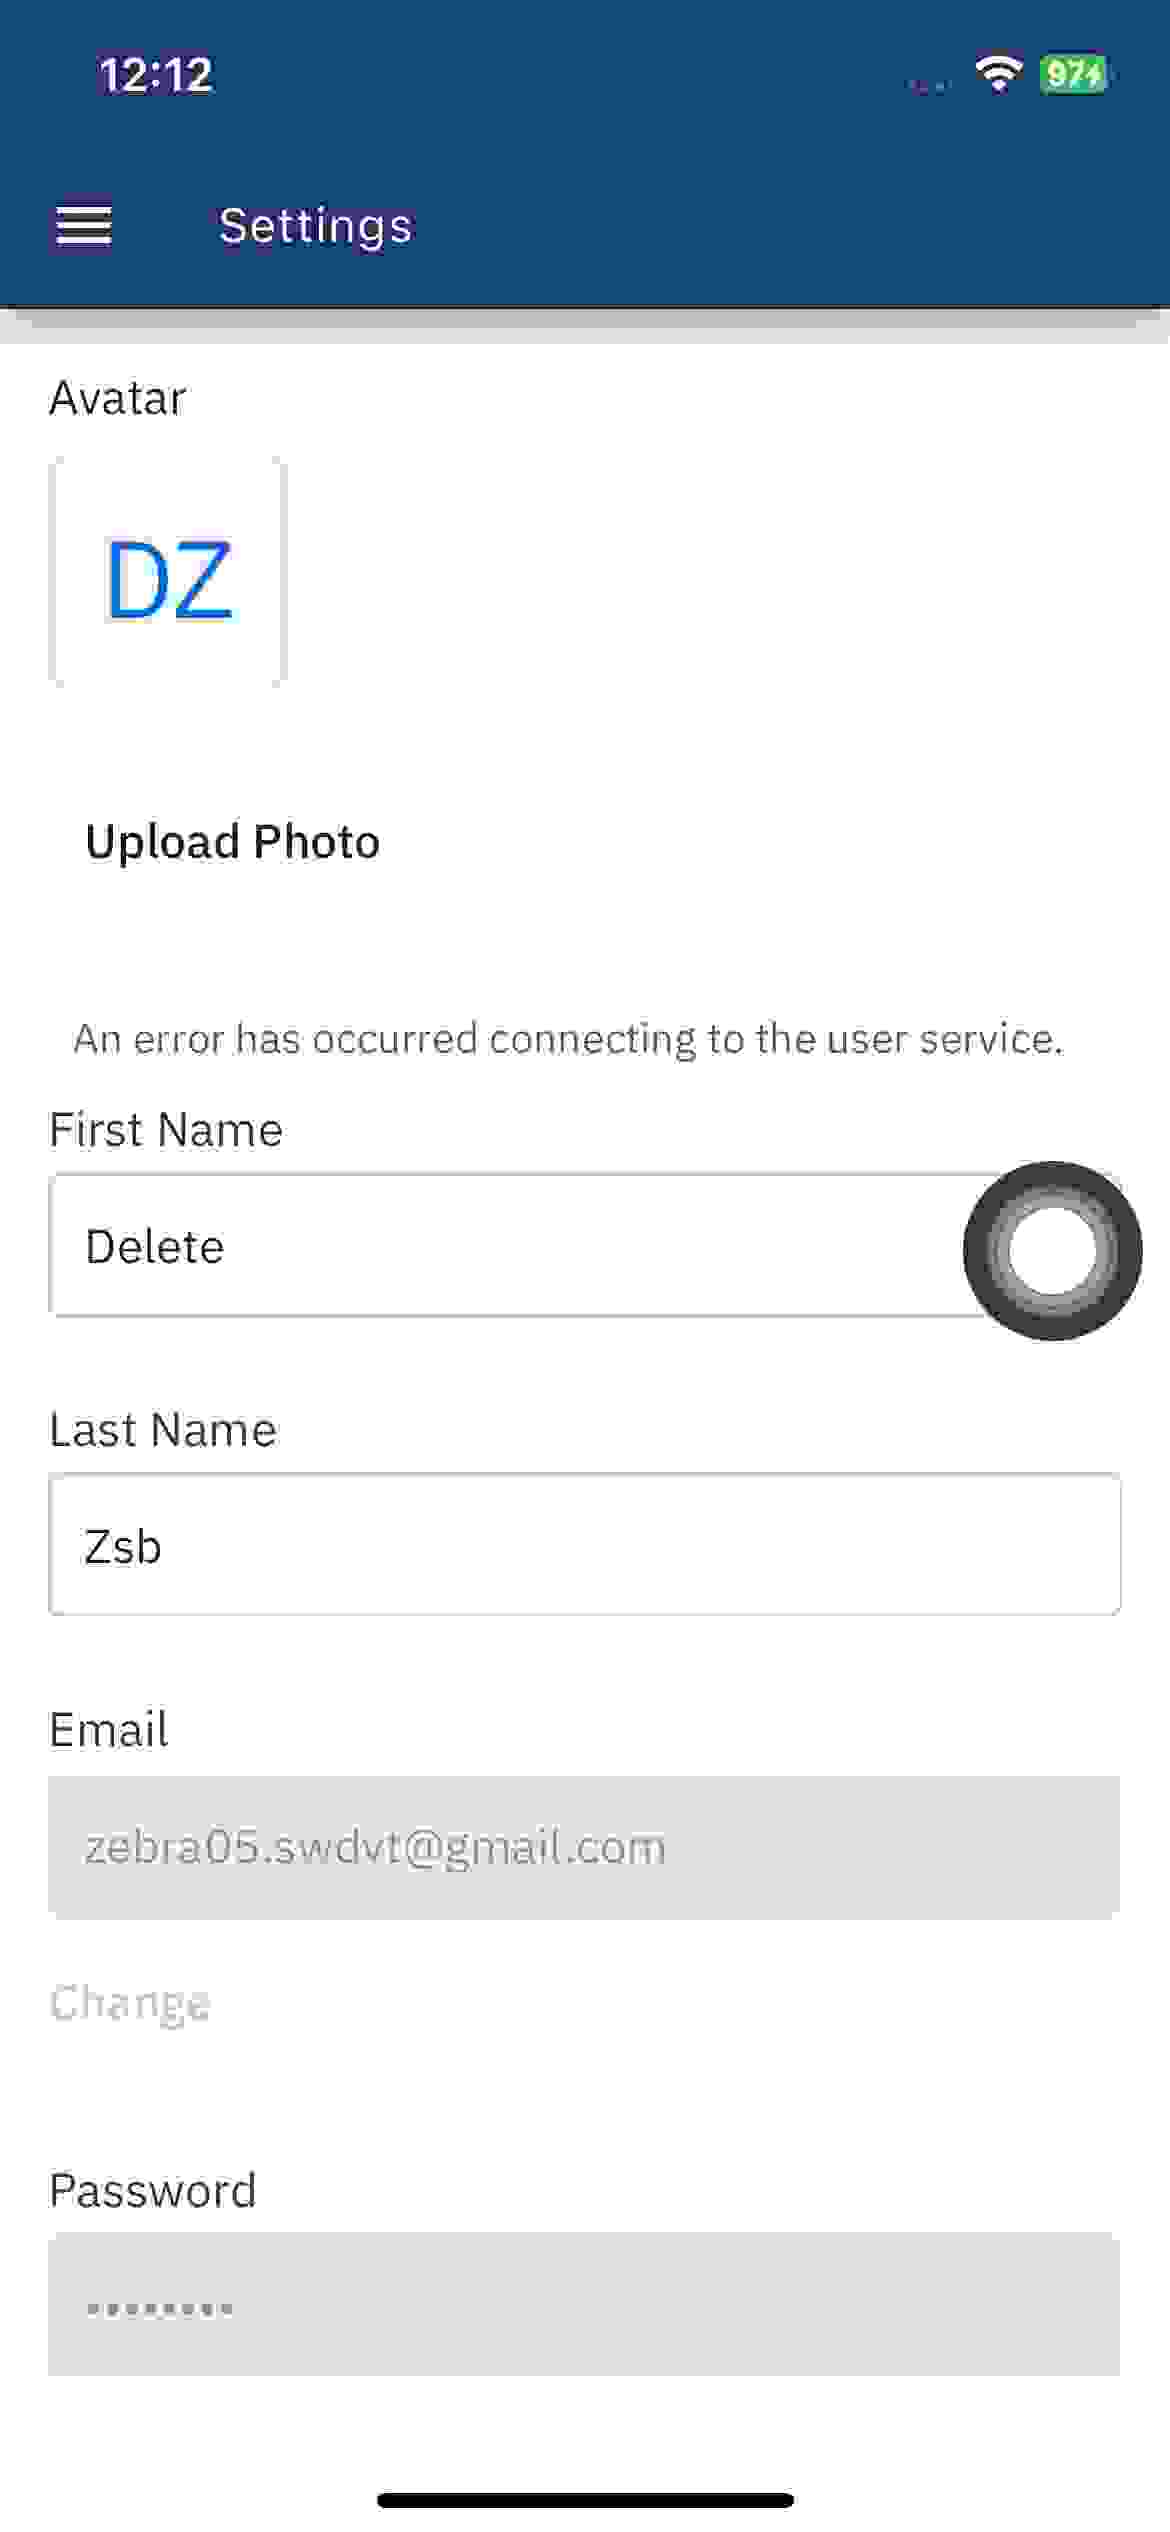 12:12
97
Settings
Avatar
DZ
Upload Photo
An error has occurred connecting to the user service.
First Name
Delete
Last Name
Zsb
Email
zebra05.swdvt@gmail.com
Change
Password
••••••••